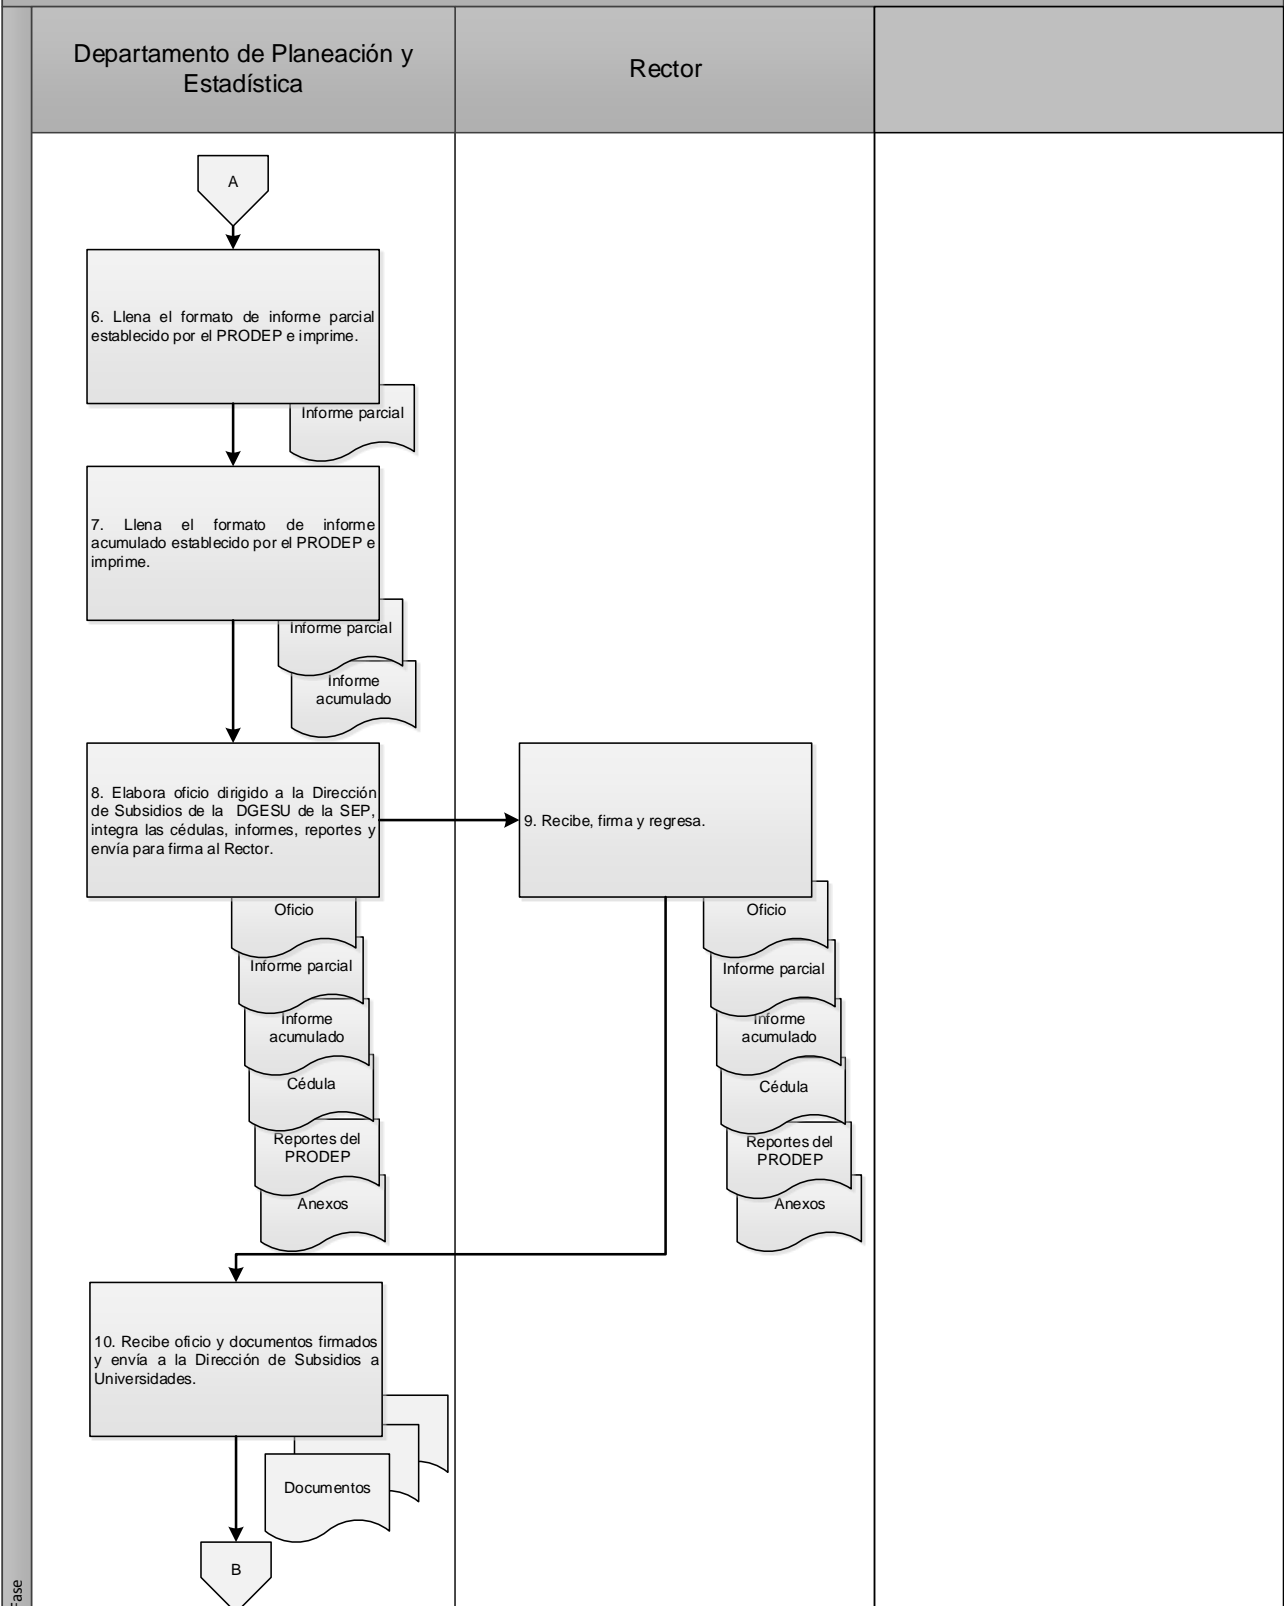 Departamento de Planeación y
Estadística
Rector
A
6. Llena el formato de informe parcial
establecido por el PRODEP e imprime.
Informe parcial
7. Llena el formato de informe
acumulado establecido por el PRODEP e
imprime.
Informe parcial
Informe
acumulado
8. Elabora oficio dirigido a la Dirección
de Subsidios de la DGESU de la SEP,
integra las cédulas, informes, reportes y
envía para firma al Rector.
9. Recibe, firma y regresa.
Oficio
Informe parcial
Informe
acumulado
Cédula
Reportes del
PRODEP
Anexos
Oficio
Informe parcial
Informe
acumulado
Cédula
Reportes del
PRODEP
Anexos
10. Recibe oficio y documentos firmados
y envía a la Dirección de Subsidios a
Universidades.
Documentos
B
Fase